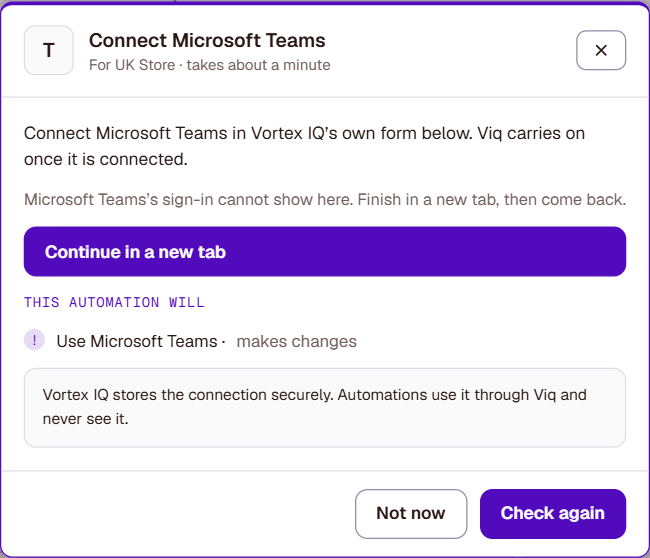 T
Connect Microsoft Teams
For UK Store · takes about a minute
Connect Microsoft Teams in Vortex IQ’s own form below. Viq carries on
once it is connected.
Microsoft Teams’s sign-in cannot show here. Finish in a new tab, then come back.
Continue in a new tab
THIS AUTOMATION WILL
! Use Microsoft Teams · makes changes
Vortex IQ stores the connection securely. Automations use it through Viq and
never see it.
Not now Check again